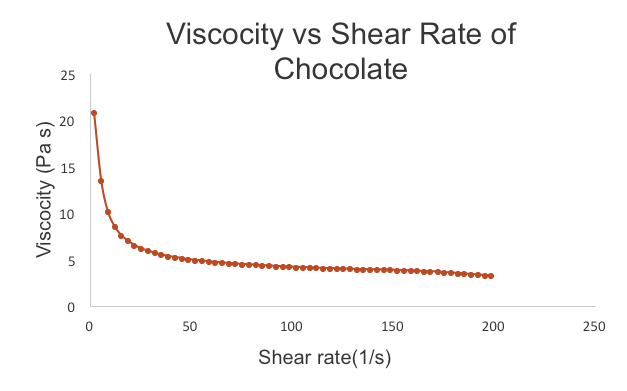 Viscocity vs Shear Rate of
Chocolate
25
20
15
10
5
0
Viscocity (Pa s)
0 50 100 150 200 250
Shear rate(1/s)